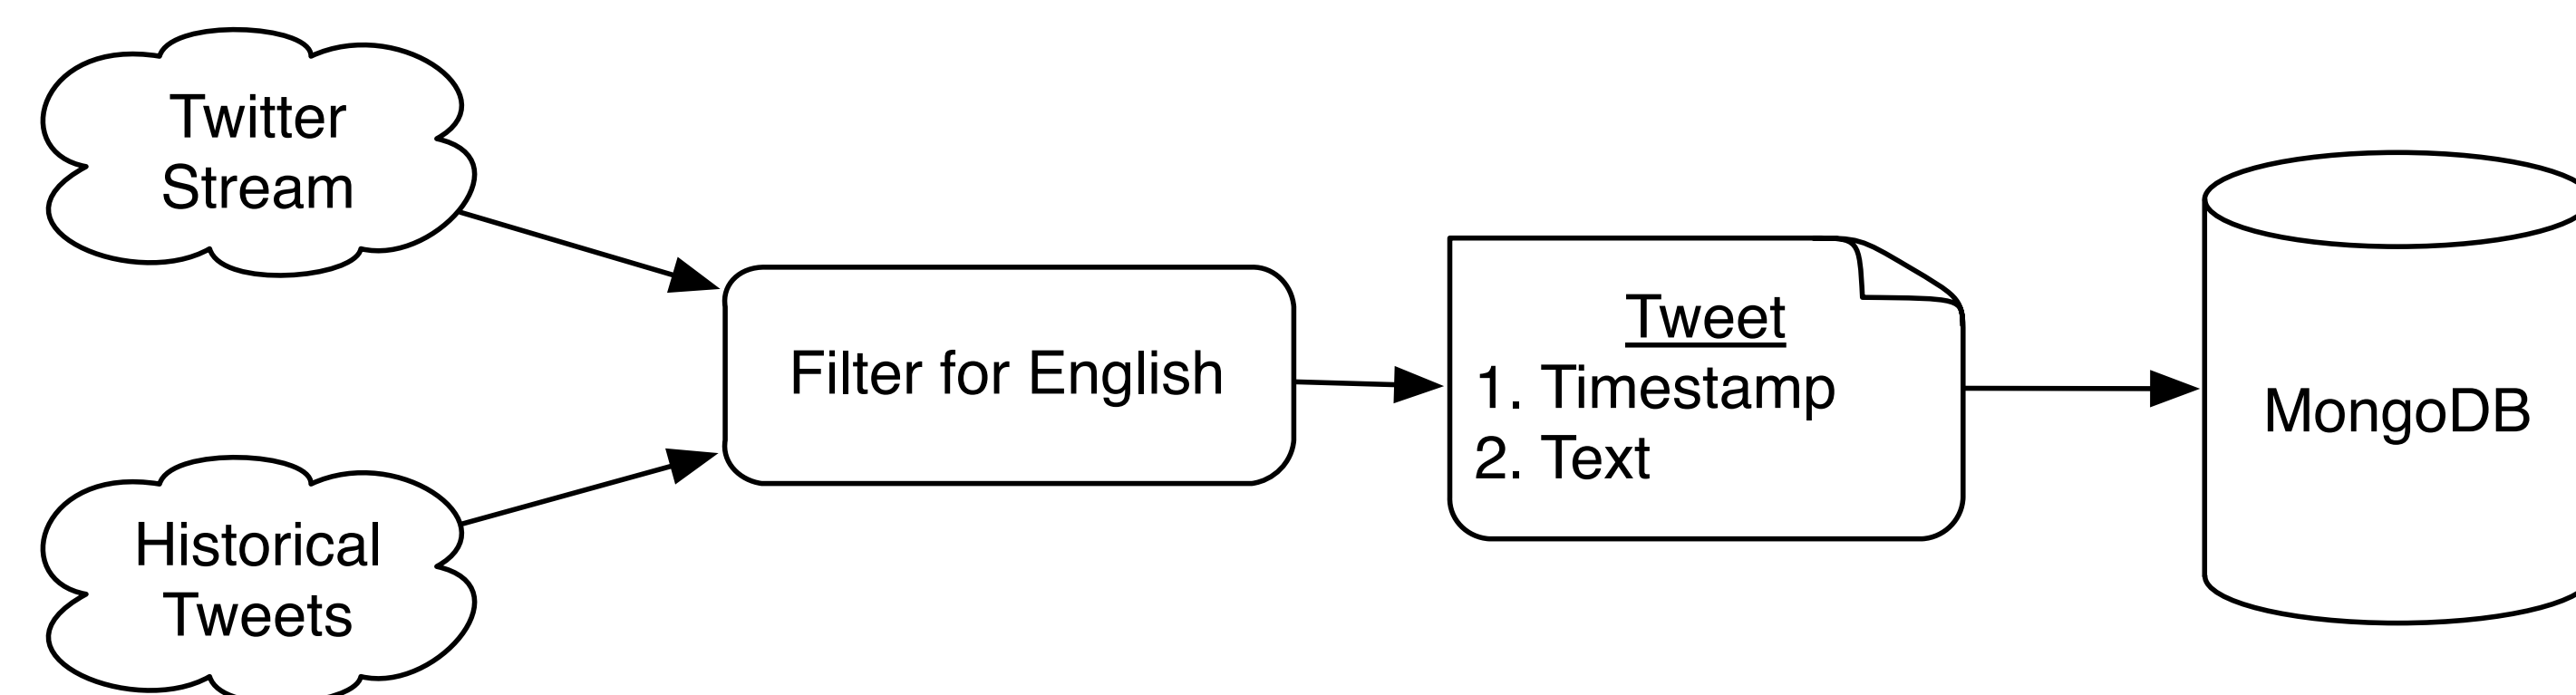 Twitter
Stream
Historical
Tweets
Filter for English
Tweet
1. Timestamp
2. Text
MongoDB